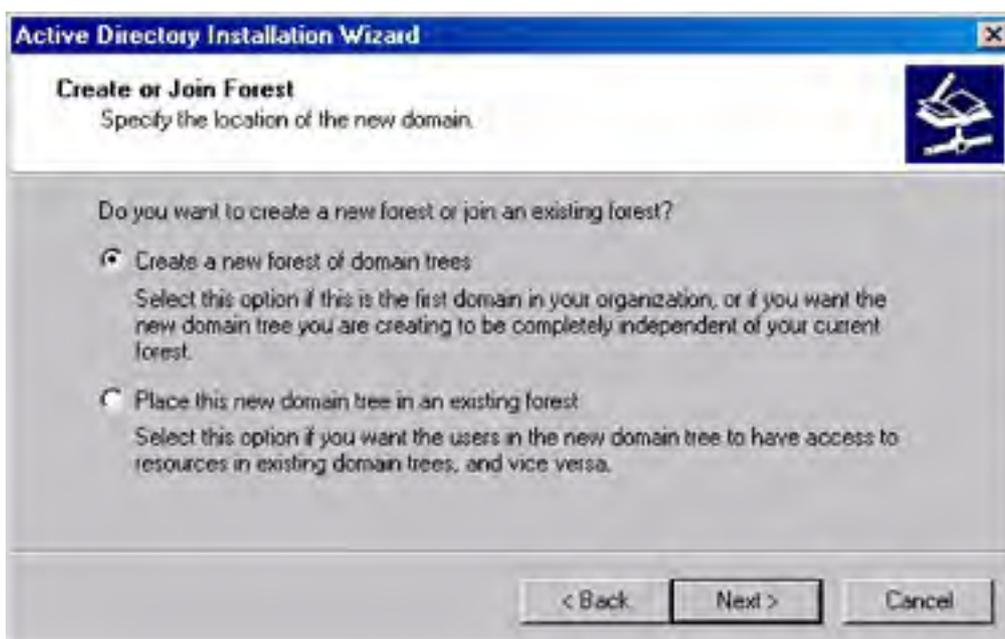 Active Directory Installation Wizard
Create or Join Forest
Specify the location of the new domain.
Do you want to create a new forest or join an existing forest?
Create a new forest of domain trees
Select this option if this is the first domain in your organization, or if you want the
new domain tree you are creating to be completely independent of your current
forest.
Place this new domain tree in an existing forest
Select this option if you want the users in the new domain tree to have access to
resources in existing domain trees, and vice versa.
< Back
Next >
Cancel